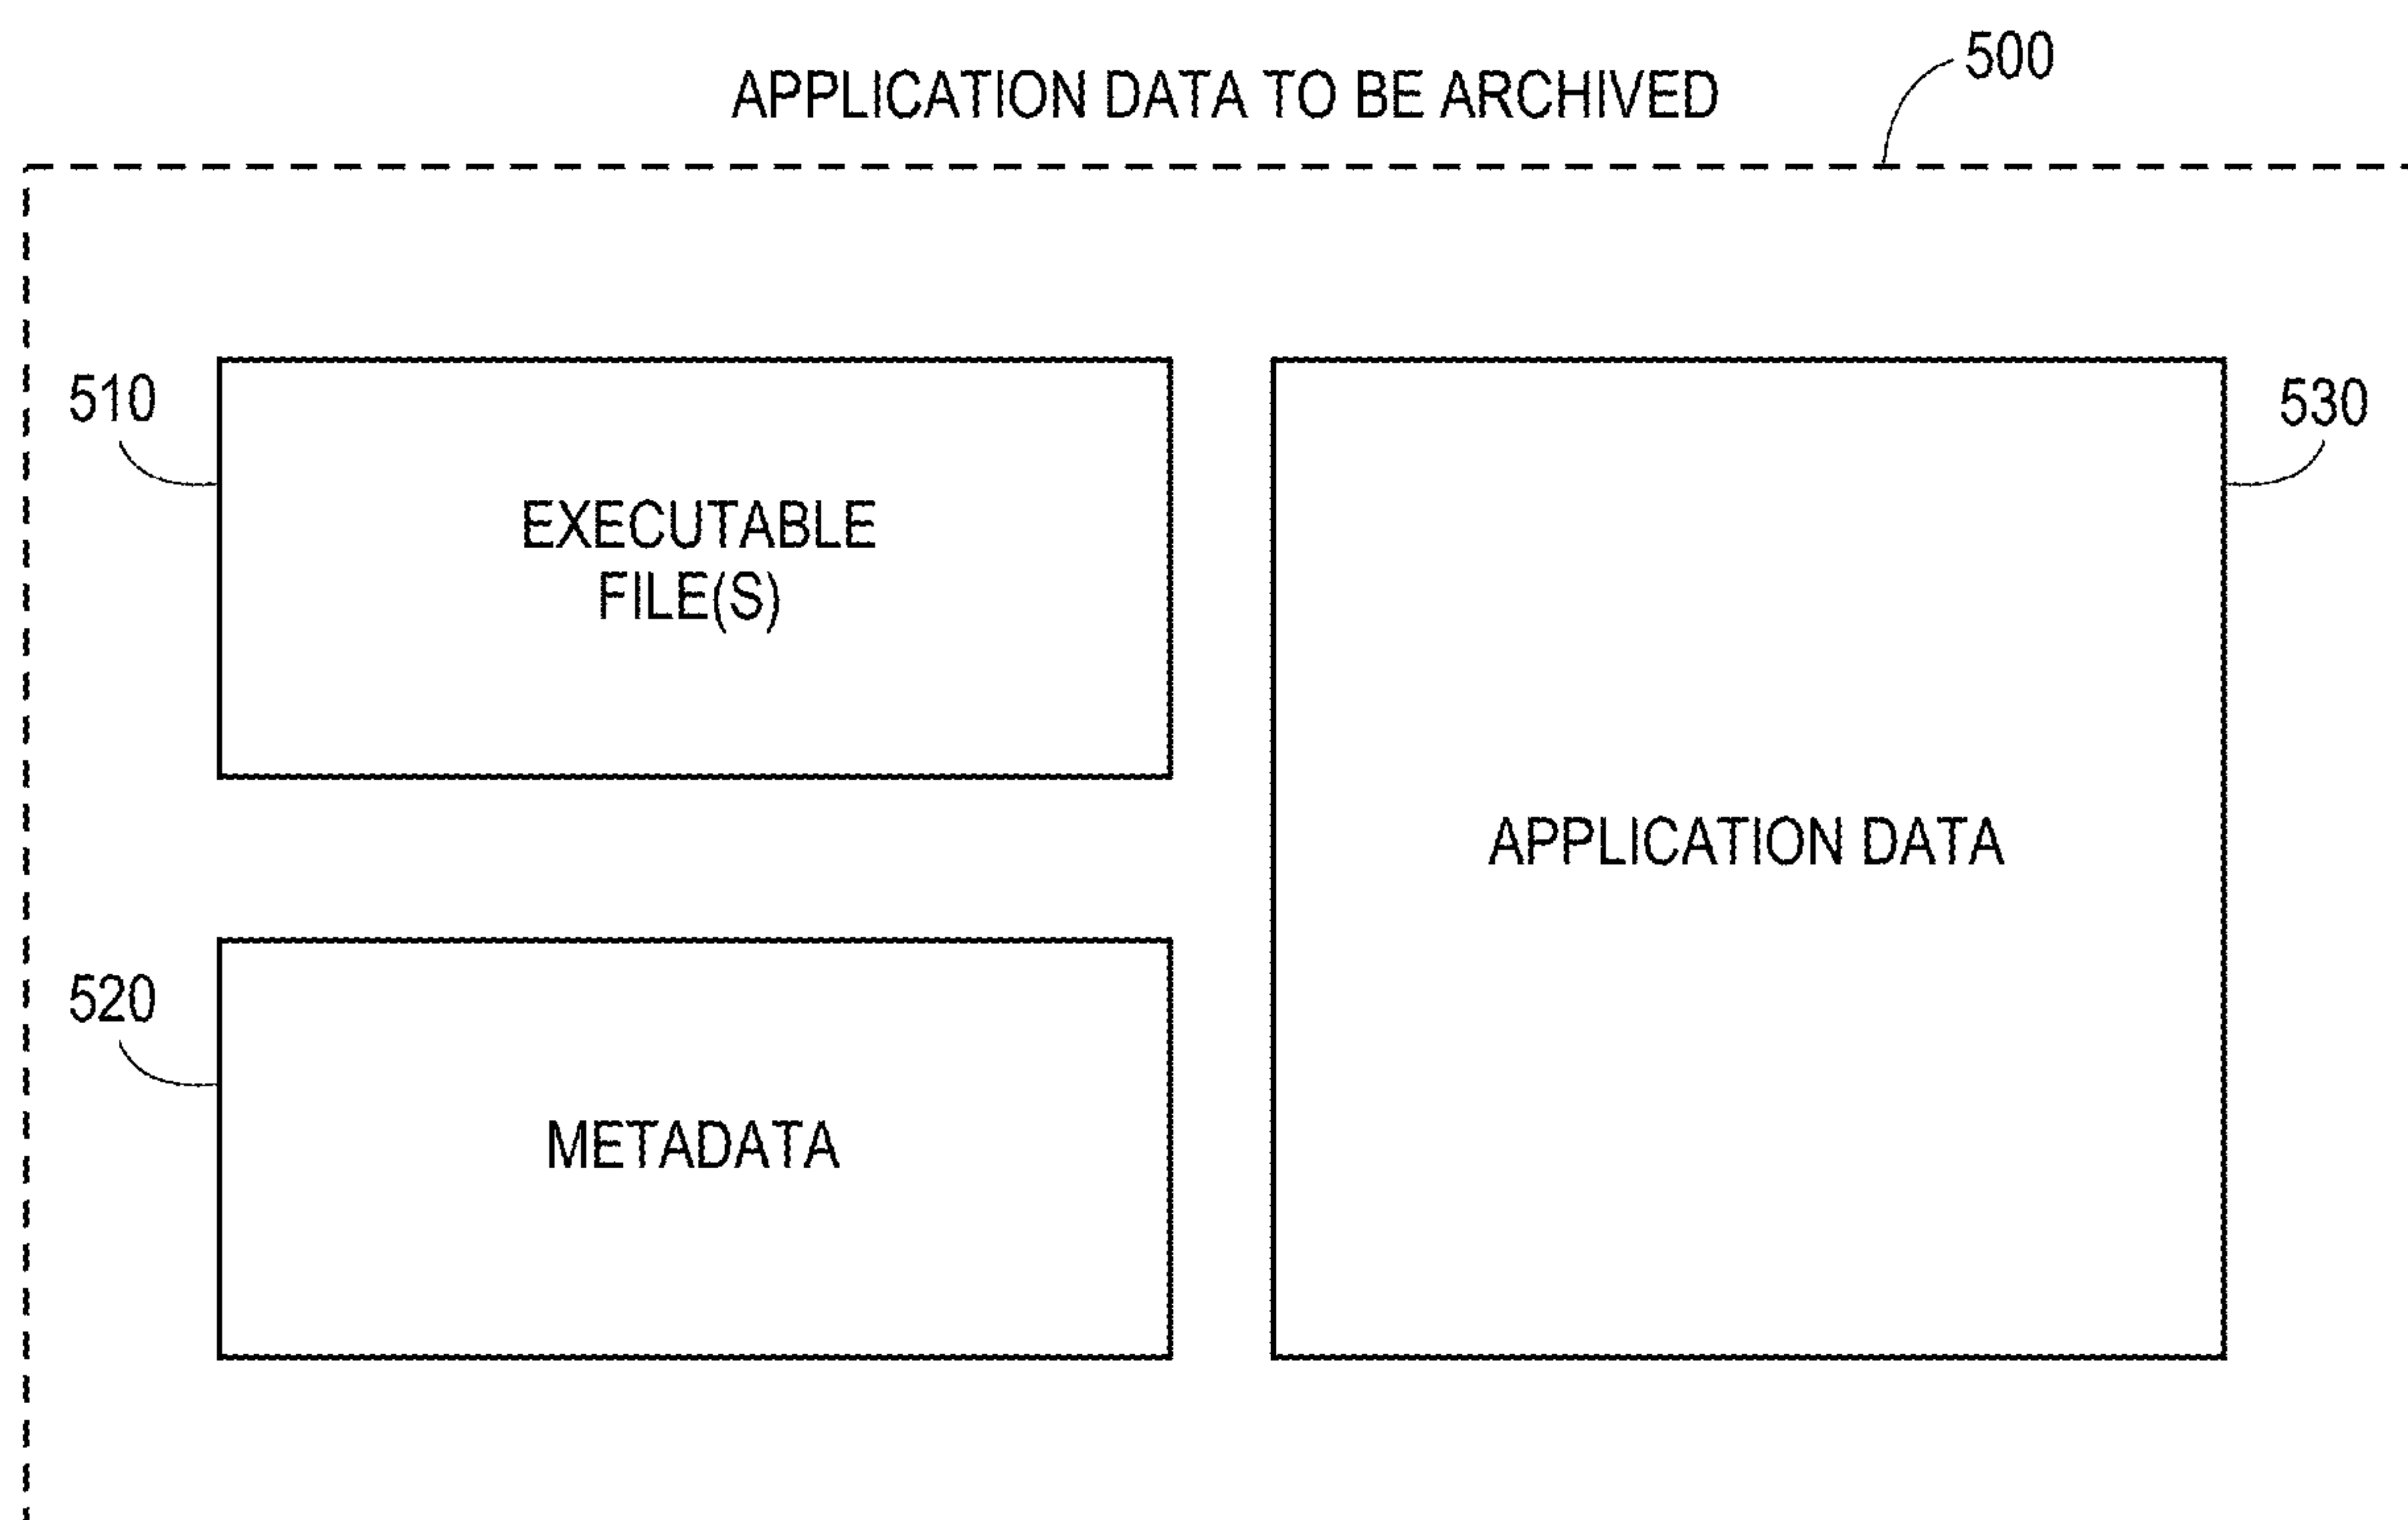 500
APPLICATION DATA TO BE ARCHIVED
510
EXECUTABLE
FILE(S)
530
APPLICATION DATA
520
METADATA